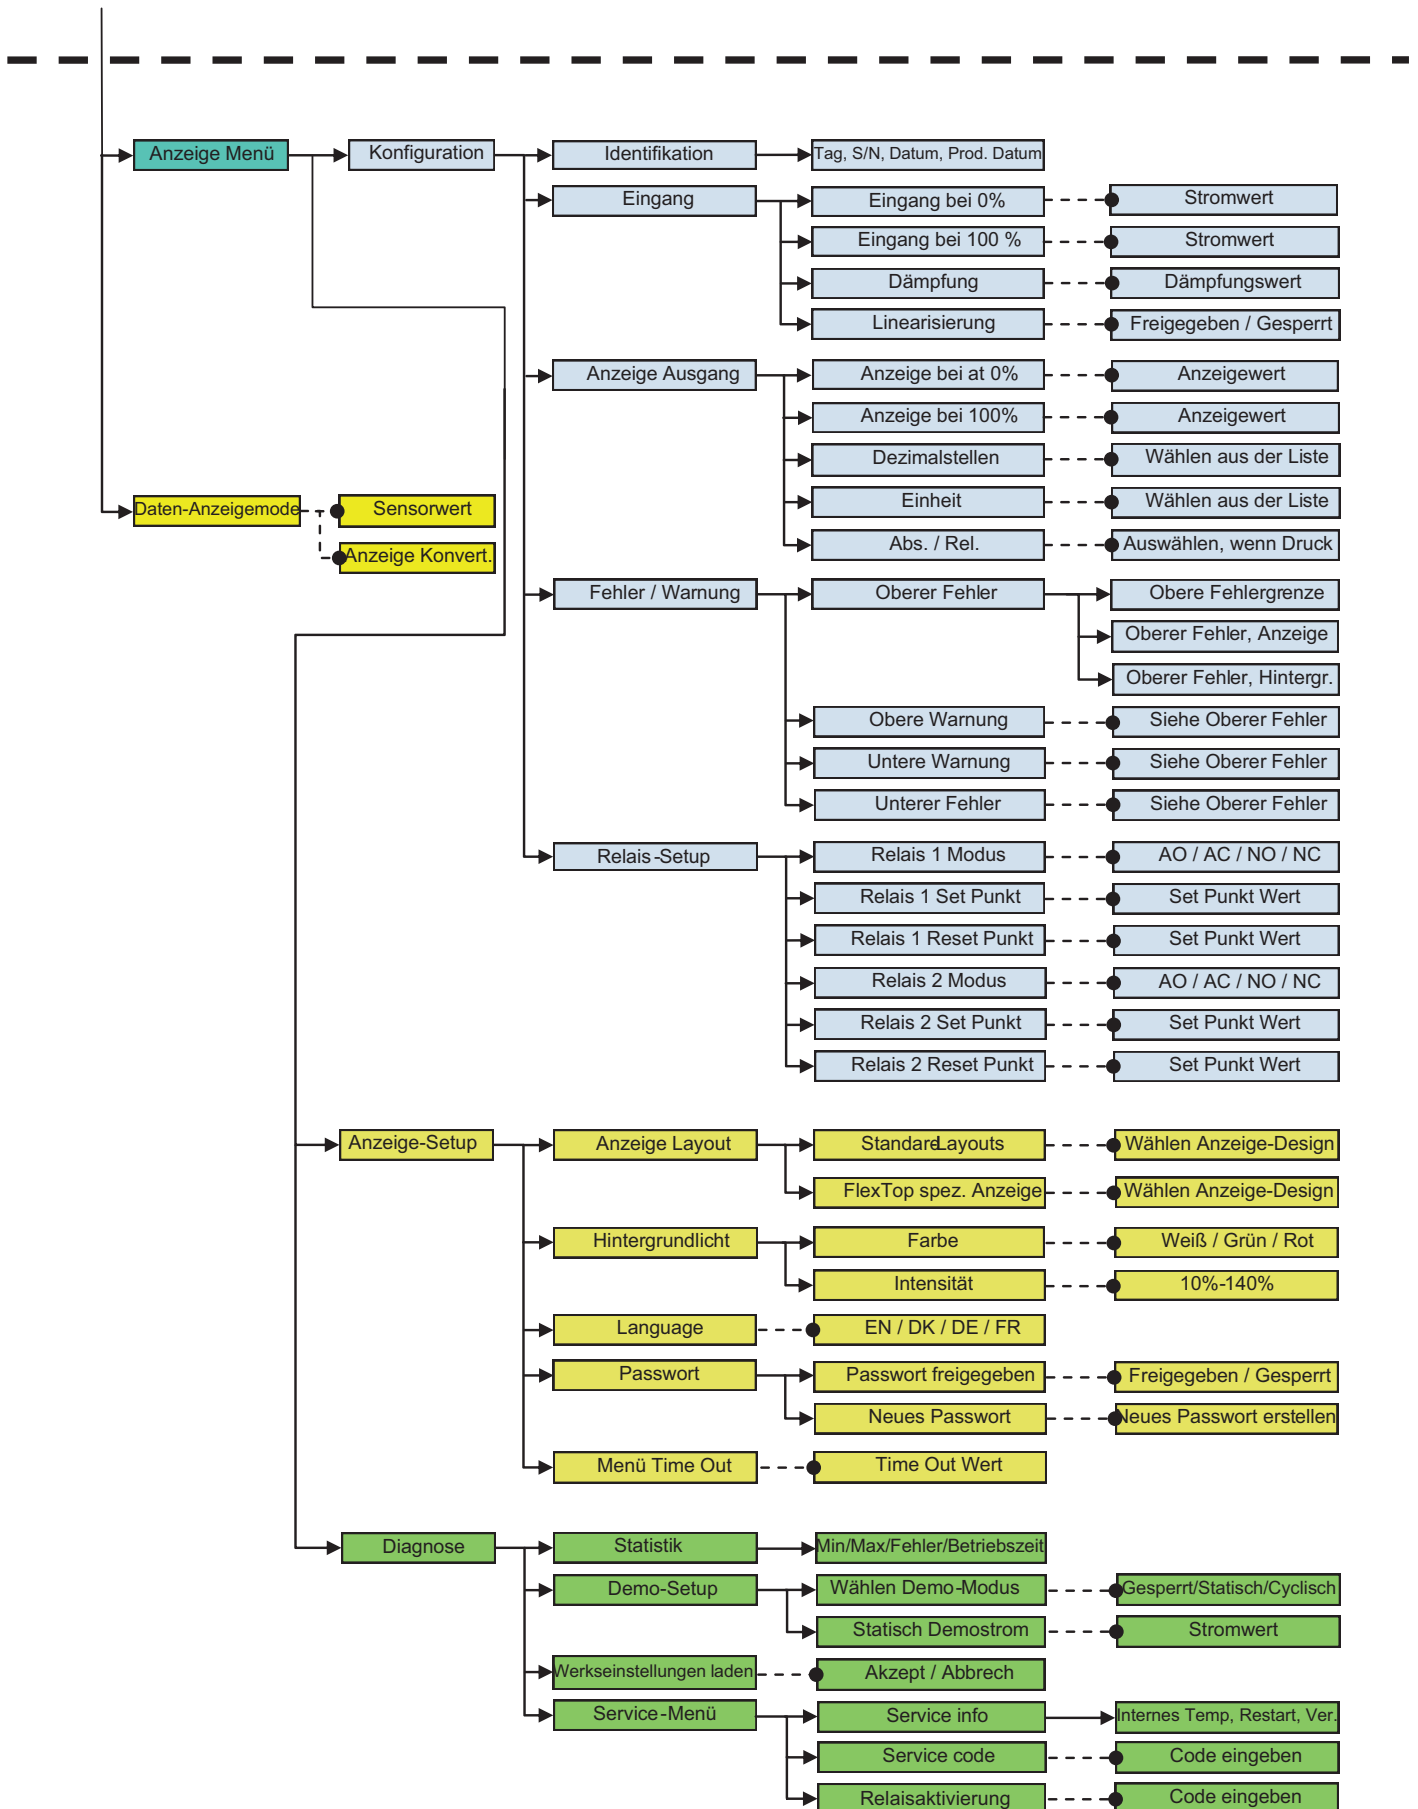 Anzeige Menü
Konfiguration
Identifikation
Tag, S/N, Datum, Prod. Datum
Eingang
Eingang bei 0%
Stromwert
Eingang bei 100 %
Stromwert
Dämpfung
Dämpfungswert
Linearisierung
Freigegeben / Gesperrt
Anzeige Ausgang
Anzeige bei at 0%
Anzeigewert
Anzeige bei 100%
Anzeigewert
Dezimalstellen
Wählen aus der Liste
Einheit
Wählen aus der Liste
Abs. / Rel.
Auswählen, wenn Druck
Daten-Anzeigemode
Sensorwert
Anzeige Konvert.
Fehler / Warnung
Oberer Fehler
Obere Fehlergrenze
Oberer Fehler, Anzeige
Oberer Fehler, Hintergr.
Obere Warnung
Siehe Oberer Fehler
Untere Warnung
Siehe Oberer Fehler
Unterer Fehler
Siehe Oberer Fehler
Relais-Setup
Relais 1 Modus
AO / AC / NO / NC
Relais 1 Set Punkt
Set Punkt Wert
Relais 1 Reset Punkt
Set Punkt Wert
Relais 2 Modus
AO / AC / NO / NC
Relais 2 Set Punkt
Set Punkt Wert
Relais 2 Reset Punkt
Set Punkt Wert
Anzeige-Setup
Anzeige Layout
Standard Layouts
Wählen Anzeige-Design
FlexTop spez. Anzeige
Wählen Anzeige-Design
Hintergrundlicht
Farbe
Weiß / Grün / Rot
Intensität
10%-140%
Language
EN / DK / DE / FR
Passwort
Passwort freigegeben
Freigegeben / Gesperrt
Neues Passwort
Neues Passwort erstellen
Menü Time Out
Time Out Wert
Diagnose
Statistik
Min/Max/Fehler/Betriebszeit
Demo-Setup
Wählen Demo-Modus
Gesperrt/Statisch/Cyclisch
Statisch Demostrom
Stromwert
Werkseinstellungen laden
Akzept / Abbrech
Service-Menü
Service info
Internes Temp, Restart, Ver.
Service code
Code eingeben
Relaisaktivierung
Code eingeben